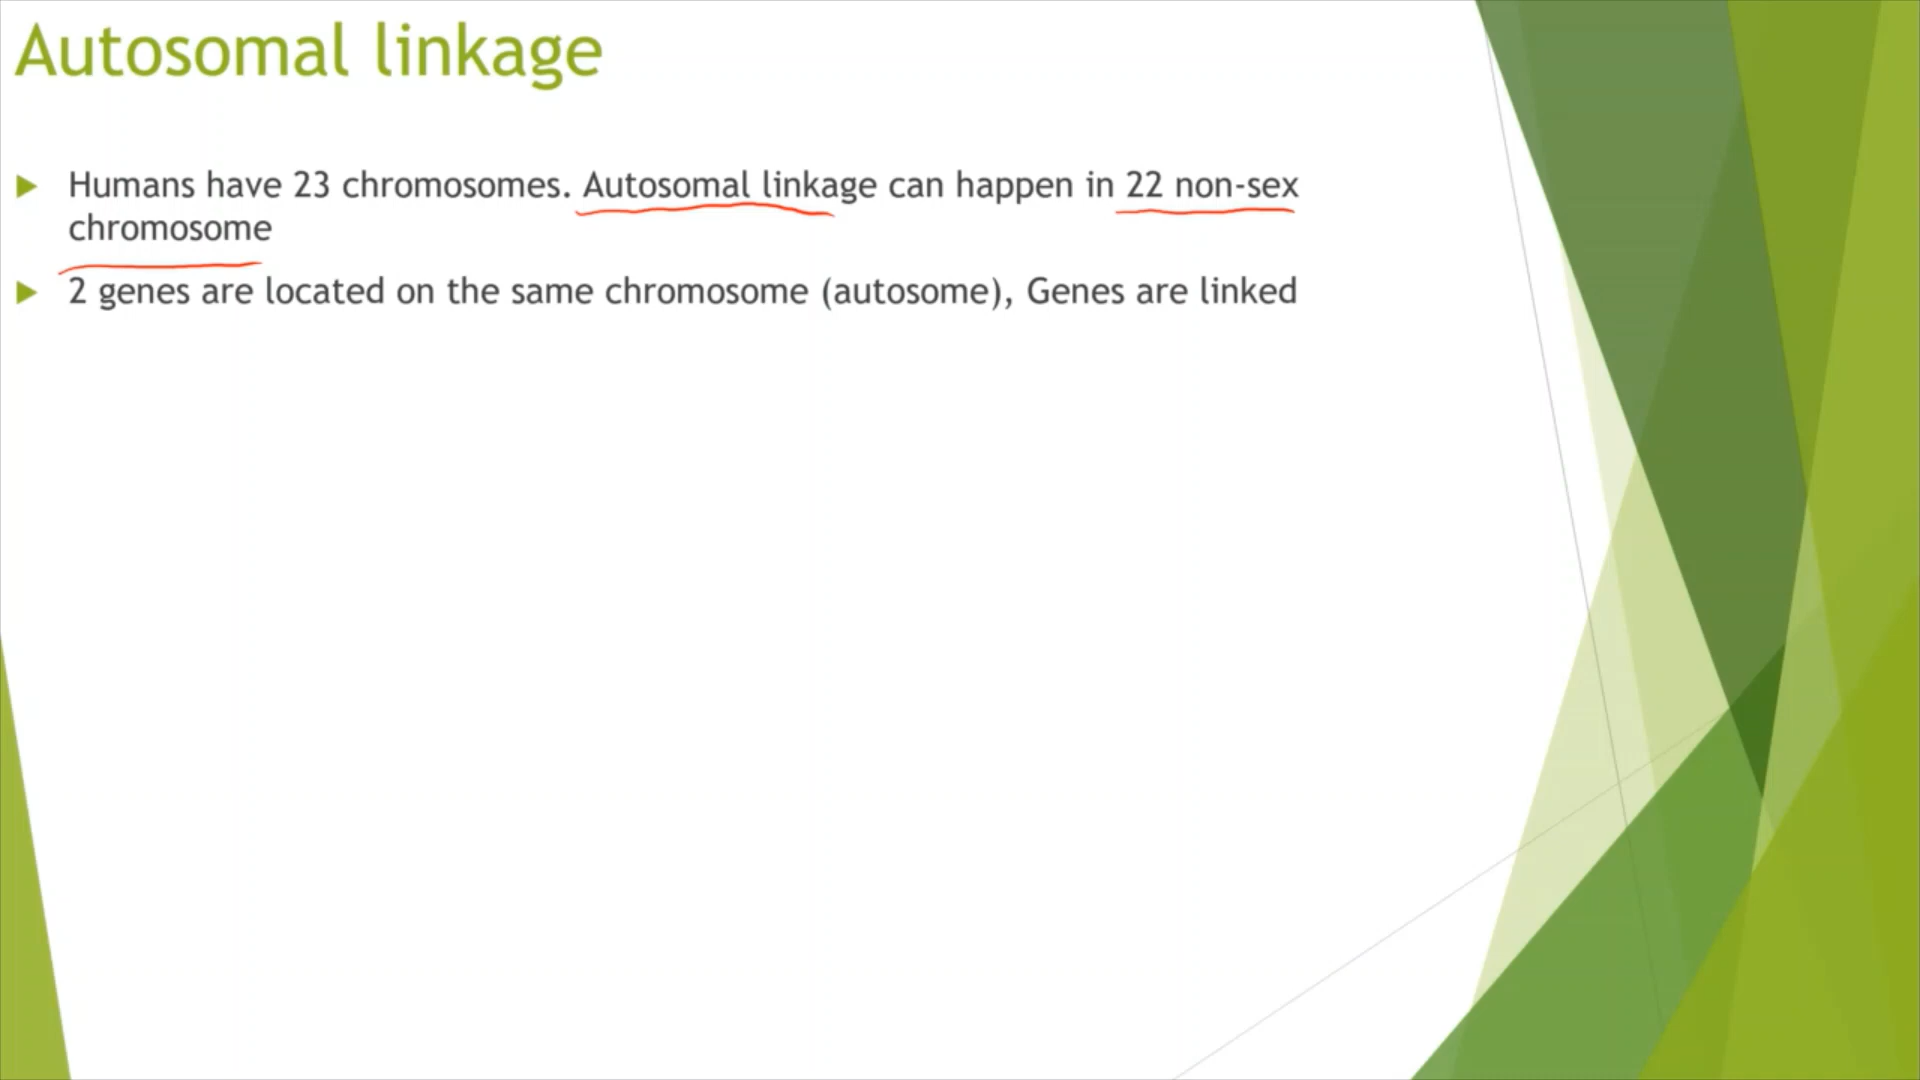 Autosomal linkage
Humans have 23 chromosomes. Autosomal linkage can happen in 22 non-sex
chromosome
2 genes are located on the same chromosome (autosome), Genes are linked